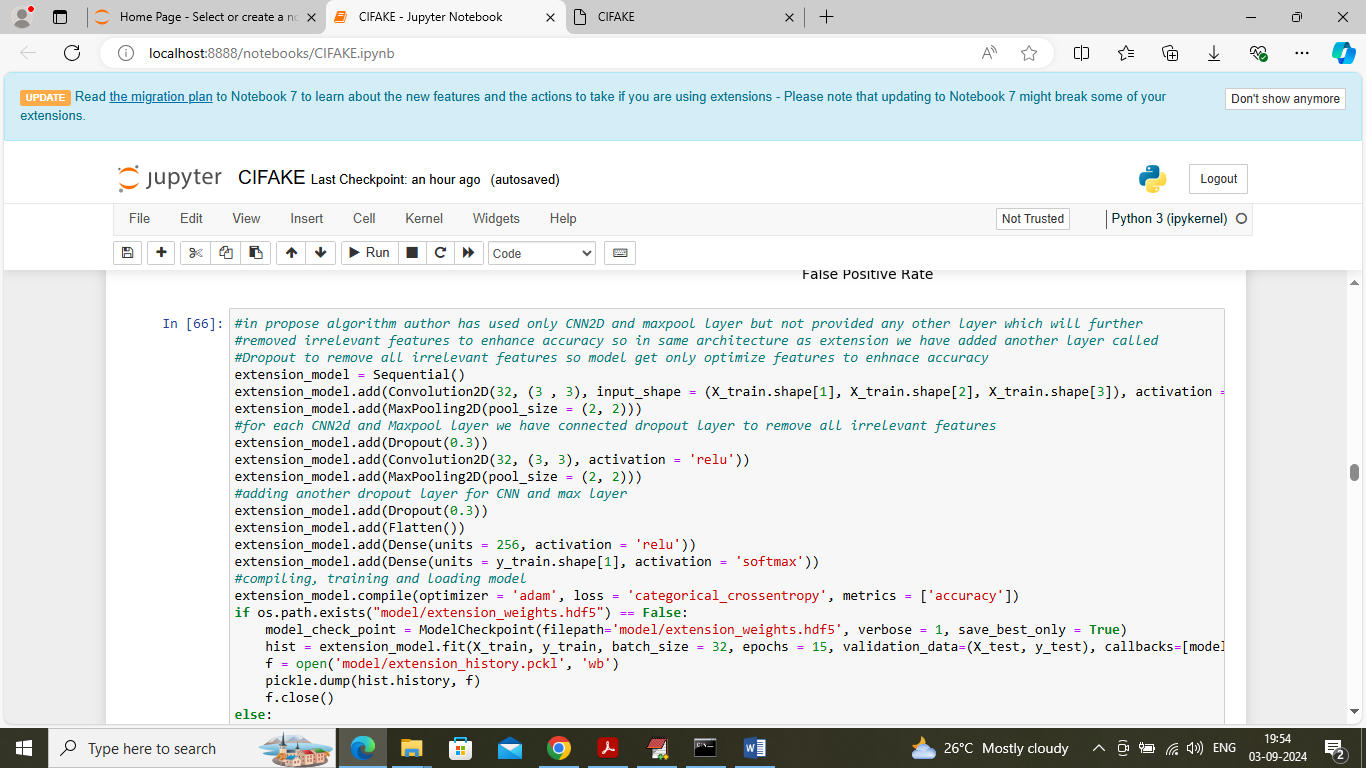 Home Page - Select or create a n
CIFAKE - Jupyter Notebook
CIFAKE
localhost:8888/notebooks/CIFAKE.ipynb
UPDATE Read the migration plan to Notebook 7 to learn about the new features and the actions to take if you are using extensions - Please note that updating to Notebook 7 might break some of your
extensions.
Don't show anymore
jupyter CIFAKE Last Checkpoint: an hour ago (autosaved)
Logout
File Edit View Insert Cell Kernel Widgets Help
Not Trusted
Python 3 (ipykernel)
Run
Code
False Positive Rate
In [66]:
#in propose algorithm author has used only CNN2D and maxpool layer but not provided any other layer which will further
#removed irrelevant features to enhance accuracy so in same architecture as extension we have added another layer called
#Dropout to remove all irrelevant features so model get only optimize features to enhnace accuracy
extension_model = Sequential()
extension_model.add(Convolution2D(32, (3 , 3), input_shape = (X_train.shape[1], X_train.shape[2], X_train.shape[3]), activation =
extension_model.add(MaxPooling2D(pool_size = (2, 2)))
#for each CNN2d and Maxpool layer we have connected dropout layer to remove all irrelevant features
extension_model.add(Dropout(0.3))
extension_model.add(Convolution2D(32, (3, 3), activation = 'relu'))
extension_model.add(MaxPooling2D(pool_size = (2, 2)))
#adding another dropout layer for CNN and max layer
extension_model.add(Dropout(0.3))
extension_model.add(Flatten())
extension_model.add(Dense(units = 256, activation = 'relu'))
extension_model.add(Dense(units = y_train.shape[1], activation = 'softmax'))
#compiling, training and loading model
extension_model.compile(optimizer = 'adam', loss = 'categorical_crossentropy', metrics = ['accuracy'])
if os.path.exists("model/extension_weights.hdf5") == False:
    model_check_point = ModelCheckpoint(filepath='model/extension_weights.hdf5', verbose = 1, save_best_only = True)
    hist = extension_model.fit(X_train, y_train, batch_size = 32, epochs = 15, validation_data=(X_test, y_test), callbacks=[model
    f = open('model/extension_history.pckl', 'wb')
    pickle.dump(hist.history, f)
    f.close()
else:
Type here to search
26°C Mostly cloudy
ENG
19:54
03-09-2024
2